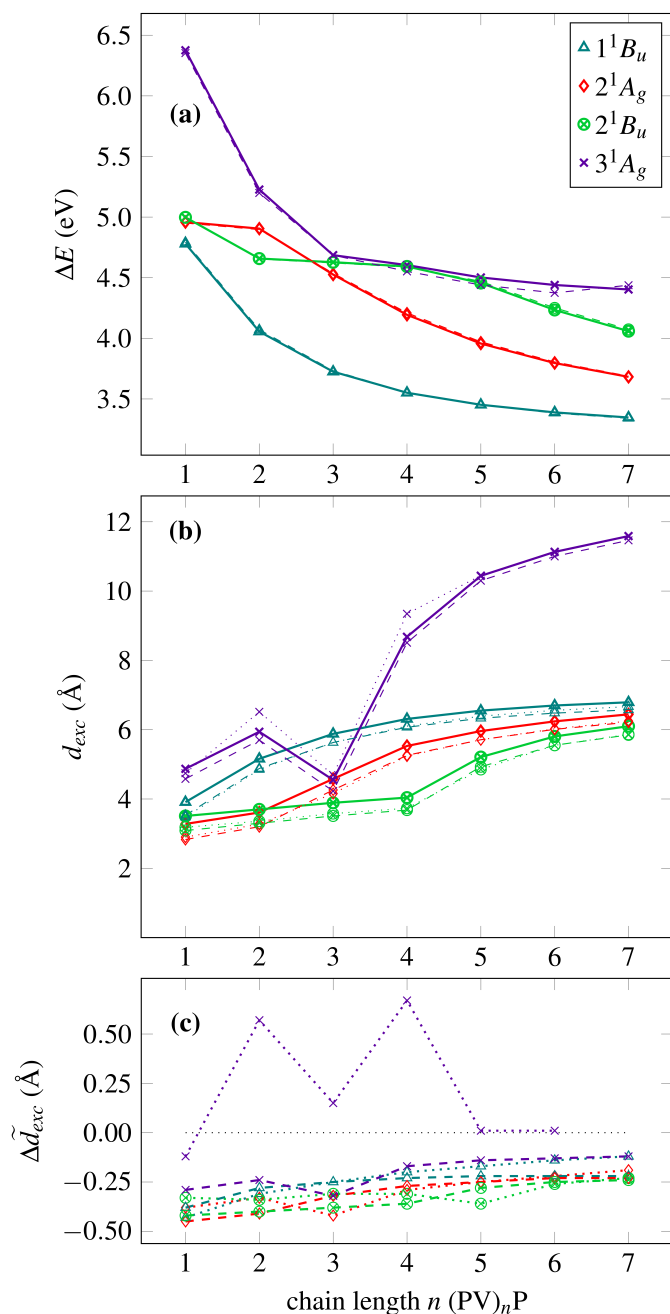 6.5
6.0
5.5
5.0
4.5
4.0
3.5
ΔE (eV)
(a)
1¹Bᵤ
2¹A_g
2¹Bᵤ
3¹A_g
1 2 3 4 5 6 7
12
10
8
6
4
2
d_exc (Å)
(b)
1 2 3 4 5 6 7
0.50
0.25
0.00
−0.25
−0.50
Δd̃_exc (Å)
(c)
1 2 3 4 5 6 7
chain length n (PV)ₙP